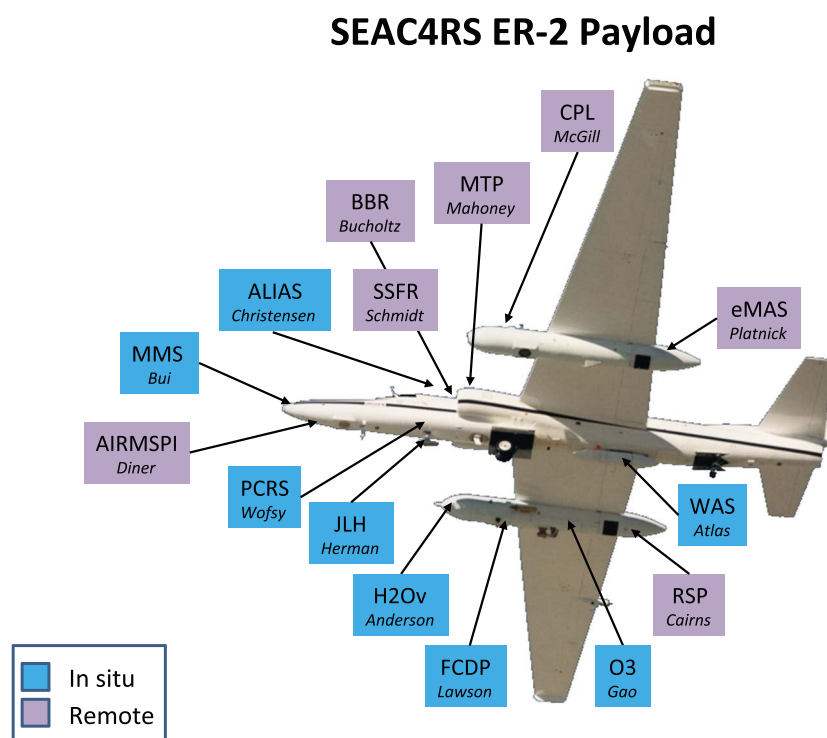 SEAC4RS ER-2 Payload
CPL
McGill
MTP
Mahoney
BBR
Bucholtz
ALIAS
Christensen
SSFR
Schmidt
eMAS
Platnick
MMS
Bui
AIRMSPI
Diner
PCRS
Wofsy
JLH
Herman
WAS
Atlas
H2Ov
Anderson
RSP
Cairns
FCDP
Lawson
O3
Gao
In situ
Remote